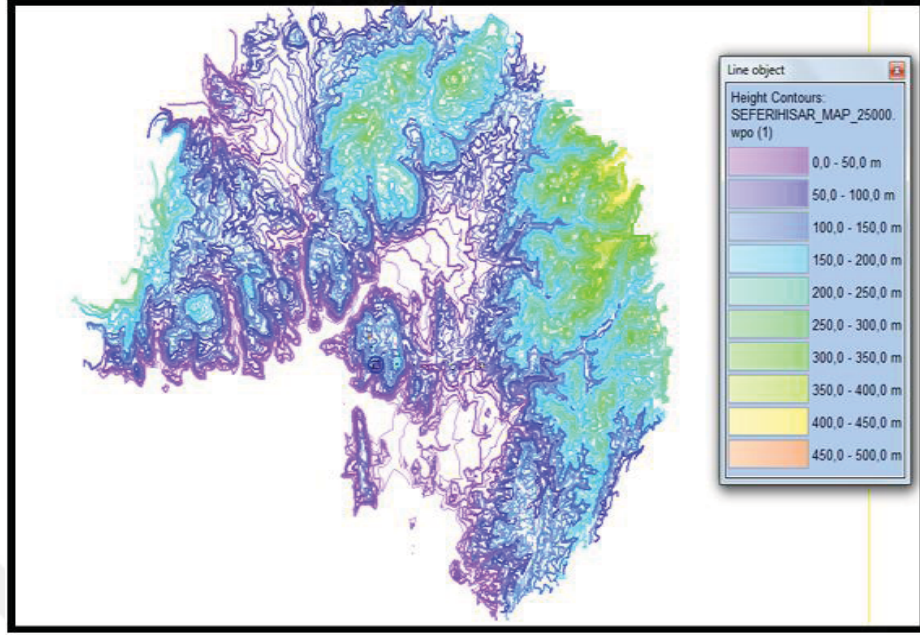 Line object
Height Contours:
SEFERIHISAR_MAP_25000.
wpo (1)
0,0 - 50,0 m
50,0 - 100,0 m
100,0 - 150,0 m
150,0 - 200,0 m
200,0 - 250,0 m
250,0 - 300,0 m
300,0 - 350,0 m
350,0 - 400,0 m
400,0 - 450,0 m
450,0 - 500,0 m